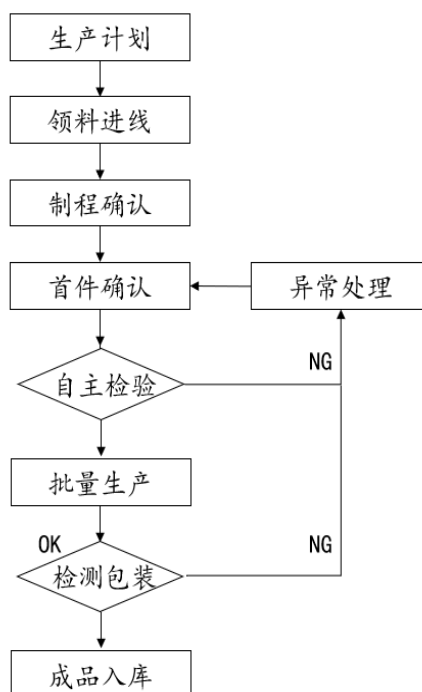 生产计划
领料进线
制程确认
首件确认
异常处理
NG
自主检验
批量生产
OK
NG
检测包装
成品入库